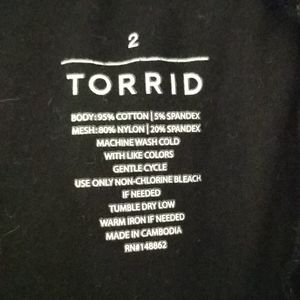 2
TORRID
BODY: 95% COTTON | 5% SPANDEX
MESH: 80% NYLON | 20% SPANDEX
MACHINE WASH COLD
WITH LIKE COLORS
GENTLE CYCLE
USE ONLY NON-CHLORINE BLEACH
IF NEEDED
TUMBLE DRY LOW
WARM IRON IF NEEDED
MADE IN CAMBODIA
RN#148862